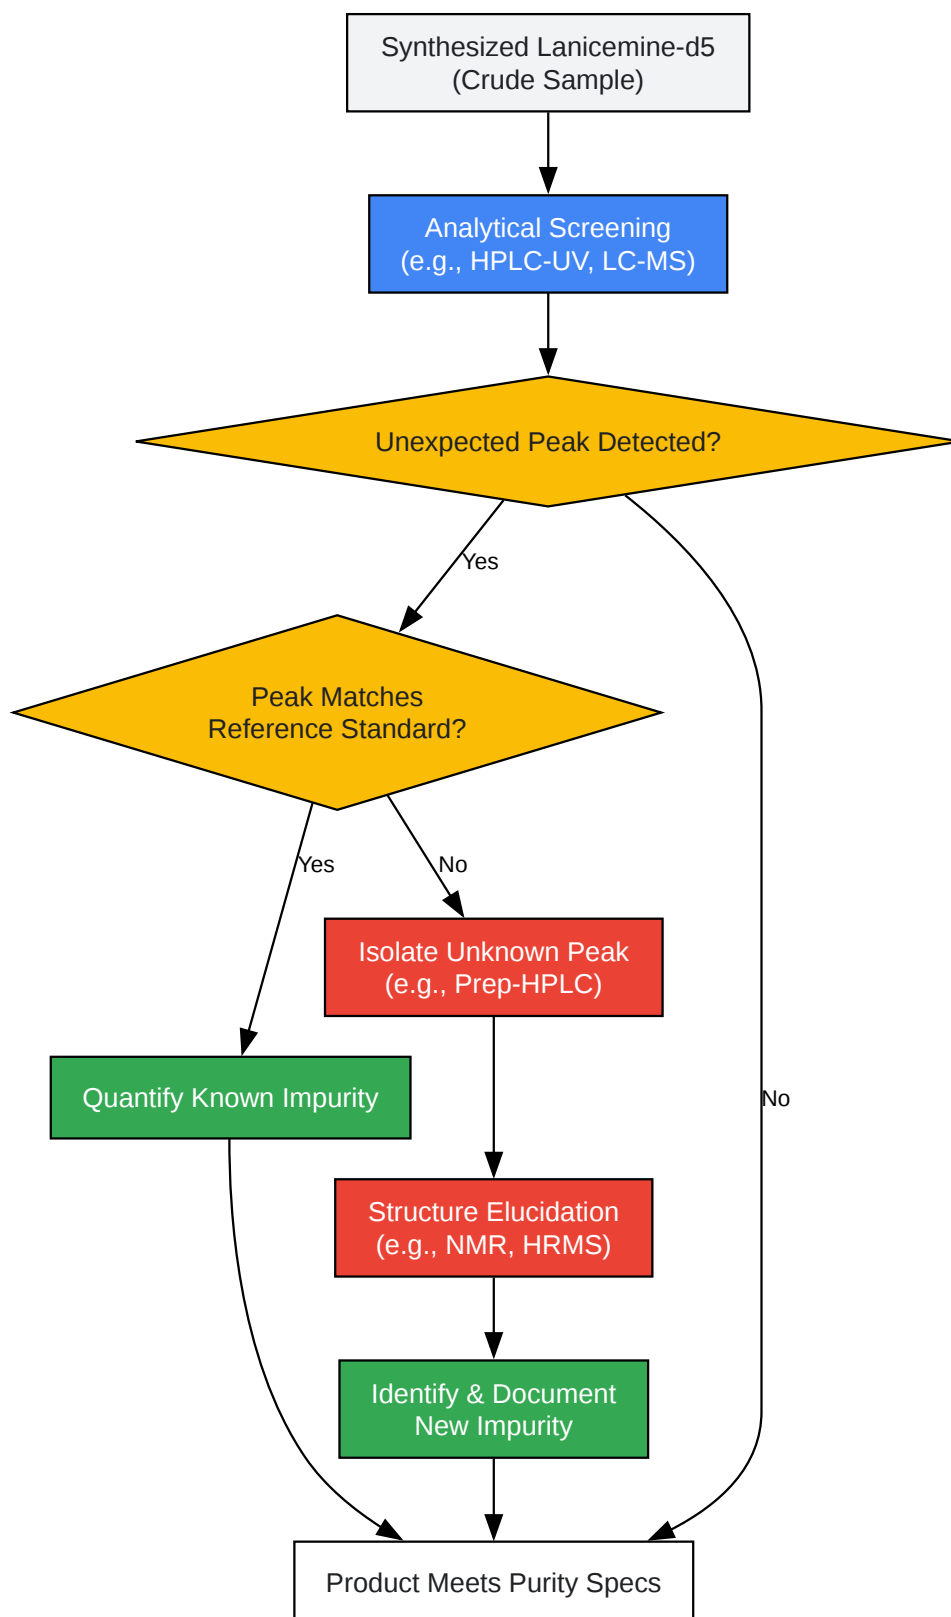 Synthesized Lanicemine-d5
(Crude Sample)
Analytical Screening
(e.g., HPLC-UV, LC-MS)
Unexpected Peak Detected?
Yes
Peak Matches
Reference Standard?
Yes
No
Isolate Unknown Peak
(e.g., Prep-HPLC)
Quantify Known Impurity
No
Structure Elucidation
(e.g., NMR, HRMS)
Identify & Document
New Impurity
Product Meets Purity Specs